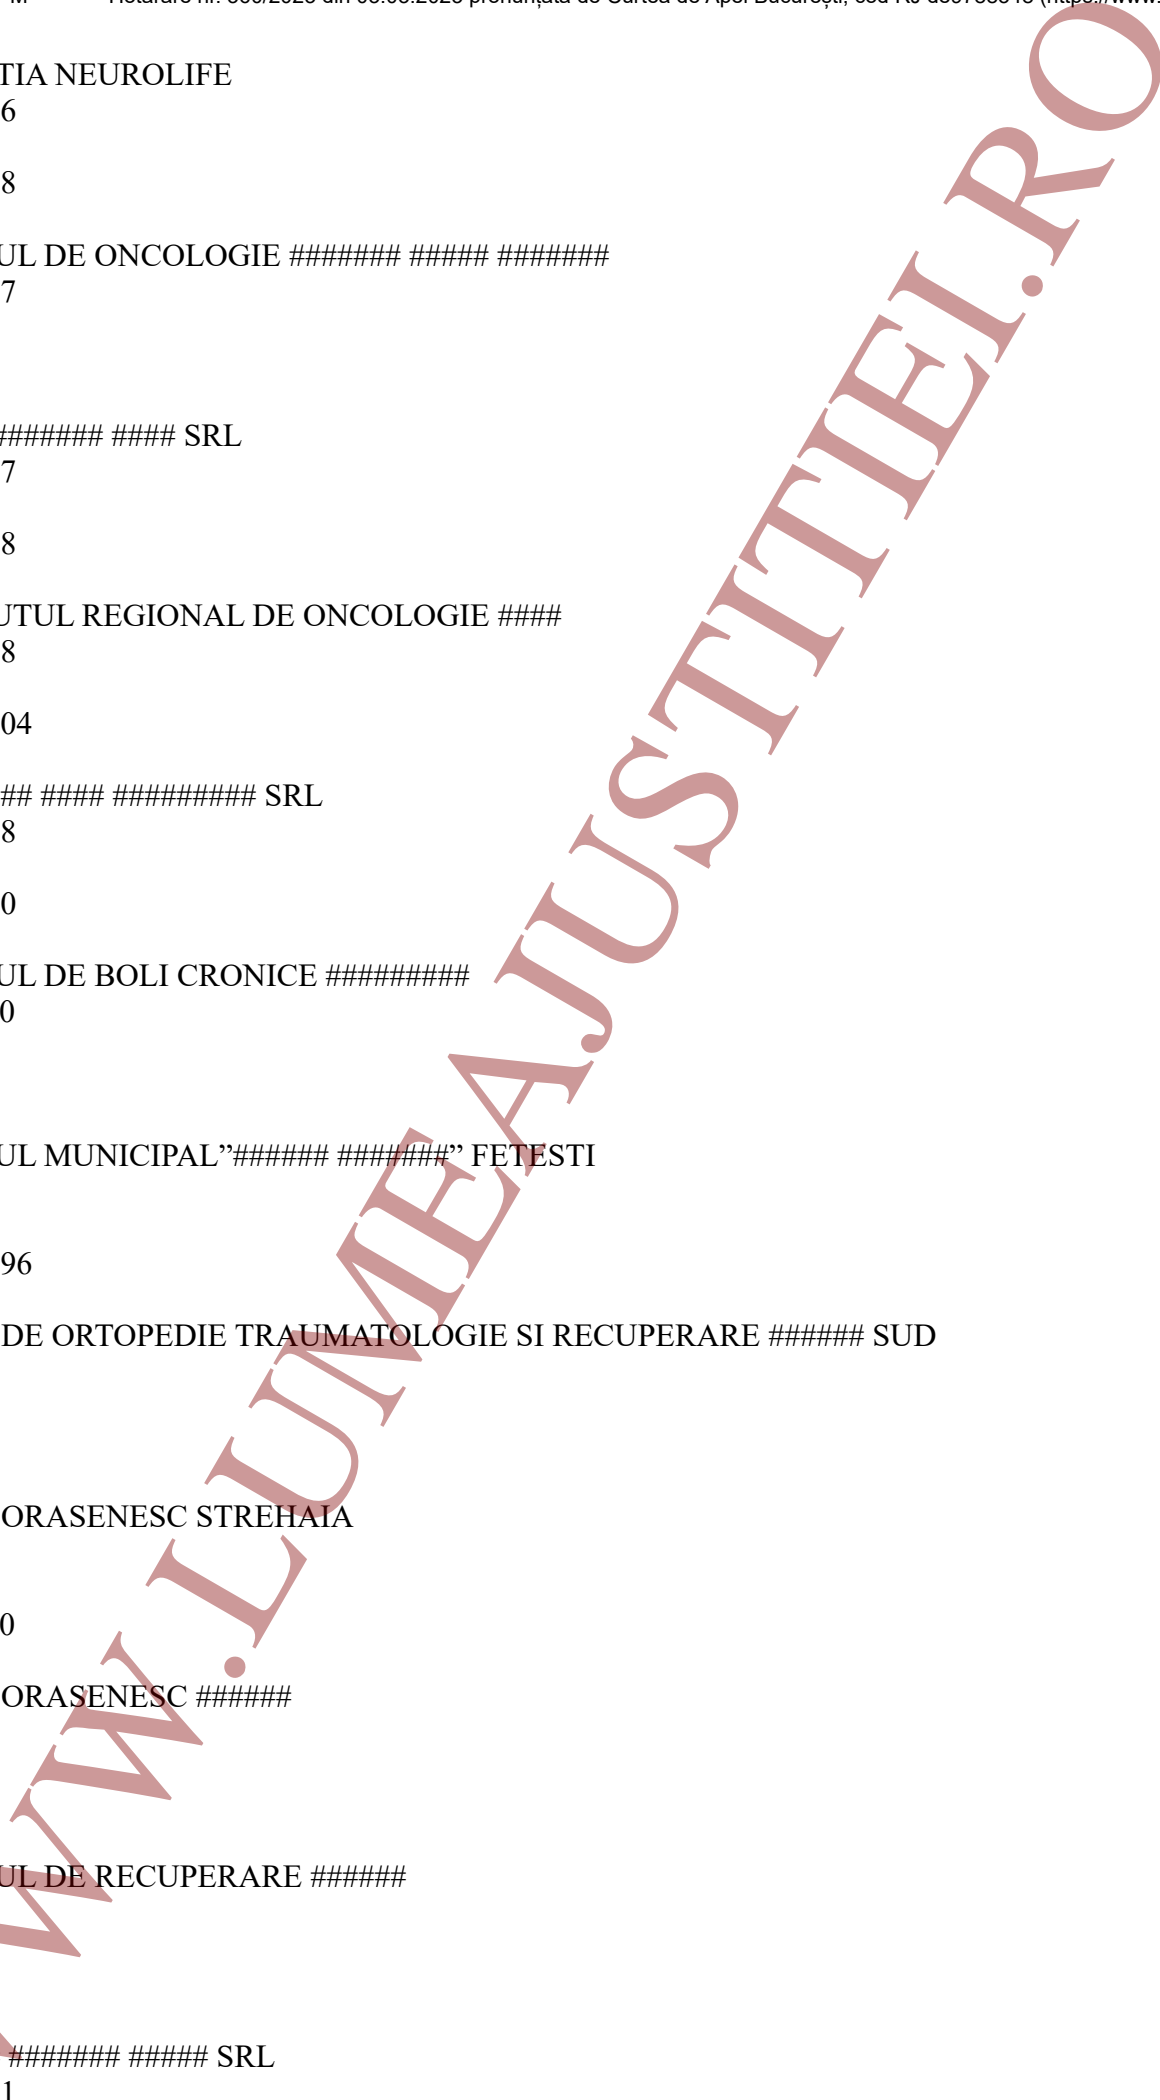 TIA NEUROLIFE
6
8
UL DE ONCOLOGIE ####### ##### #######
7
####### #### SRL
7
8
UTUL REGIONAL DE ONCOLOGIE ####
8
04
## #### ######### SRL
8
0
UL DE BOLI CRONICE #########
0
UL MUNICIPAL”###### #######” FETESTI
96
DE ORTOPEDIE TRAUMATOLOGIE SI RECUPERARE ###### SUD
ORASENESC STREHAIA
0
ORASENESC ######
UL DE RECUPERARE ######
####### ##### SRL
1
WW.LUMEAJUSTITIEI.RO